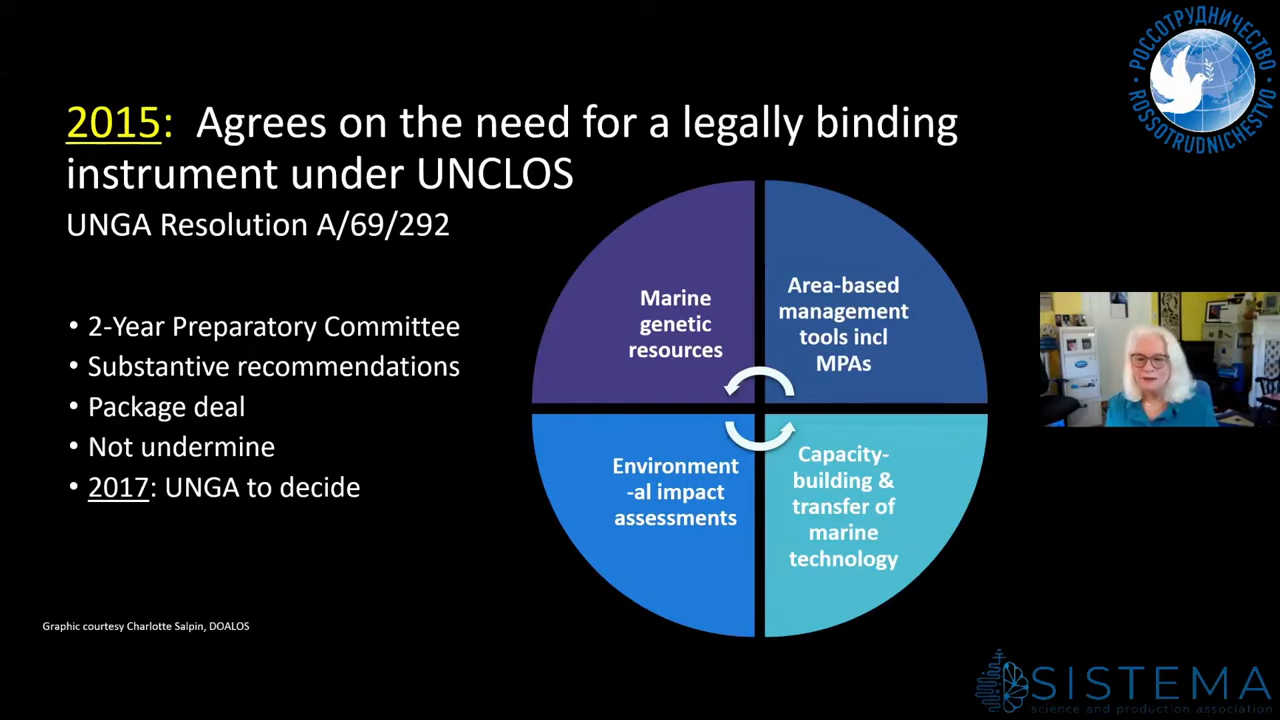 2015: Agrees on the need for a legally binding
instrument under UNCLOS
UNGA Resolution A/69/292
• 2-Year Preparatory Committee
• Substantive recommendations
• Package deal
• Not undermine
• 2017: UNGA to decide
Marine
genetic
resources
Area-based
management
tools incl
MPAs
Environment
-al impact
assessments
Capacity-
building &
transfer of
marine
technology
Graphic courtesy Charlotte Salpin, DOALOS
РОССОТРУДНИЧЕСТВО
ROSSOTRUDNICHESTVO
SISTEMA
science and production association